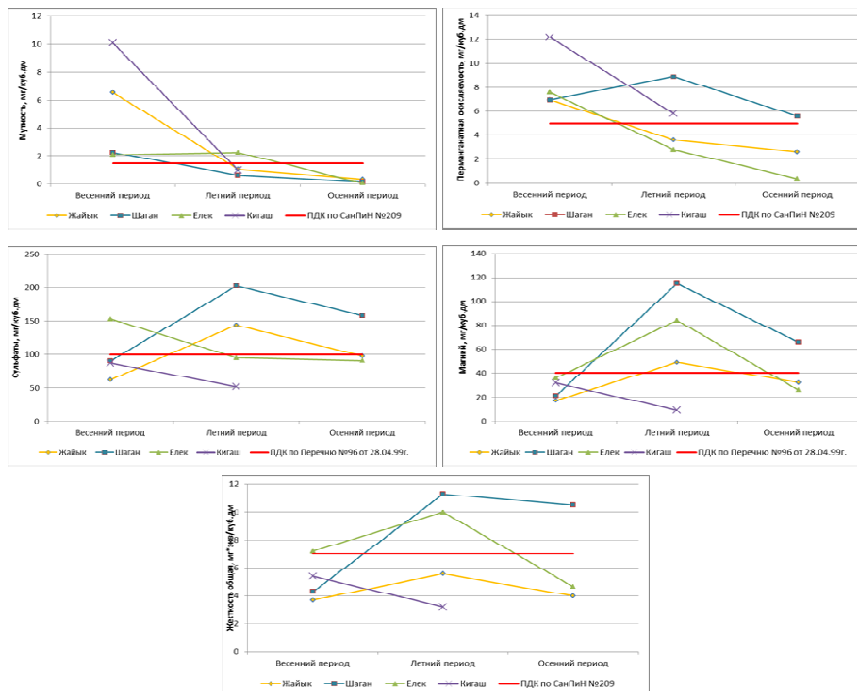 Мутность, мг/куб.дм
12
10
8
6
4
2
0
Весенний период Летний период Осенний период
Жайык Шаган Елек Кигаш ПДК по СанПиН №209
Перманганатная окисляемость мг/куб.дм
14
12
10
8
6
4
2
0
Весенний период Летний период Осенний период
Жайык Шаган Елек Кигаш ПДК по СанПиН №209
Сульфаты, мг/куб.дм
250
200
150
100
50
0
Весенний период Летний период Осенний период
Жайык Шаган Елек Кигаш ПДК по Перечню №96 от 28.04.99г.
Магний, мг/куб.дм
140
120
100
80
60
40
20
0
Весенний период Летний период Осенний период
Жайык Шаган Елек Кигаш ПДК по Перечню №96 от 28.04.99г.
Жесткость общая, мг*экв/куб.дм
12
10
8
6
4
2
0
Весенний период Летний период Осенний период
Жайык Шаган Елек Кигаш ПДК по СанПиН №209